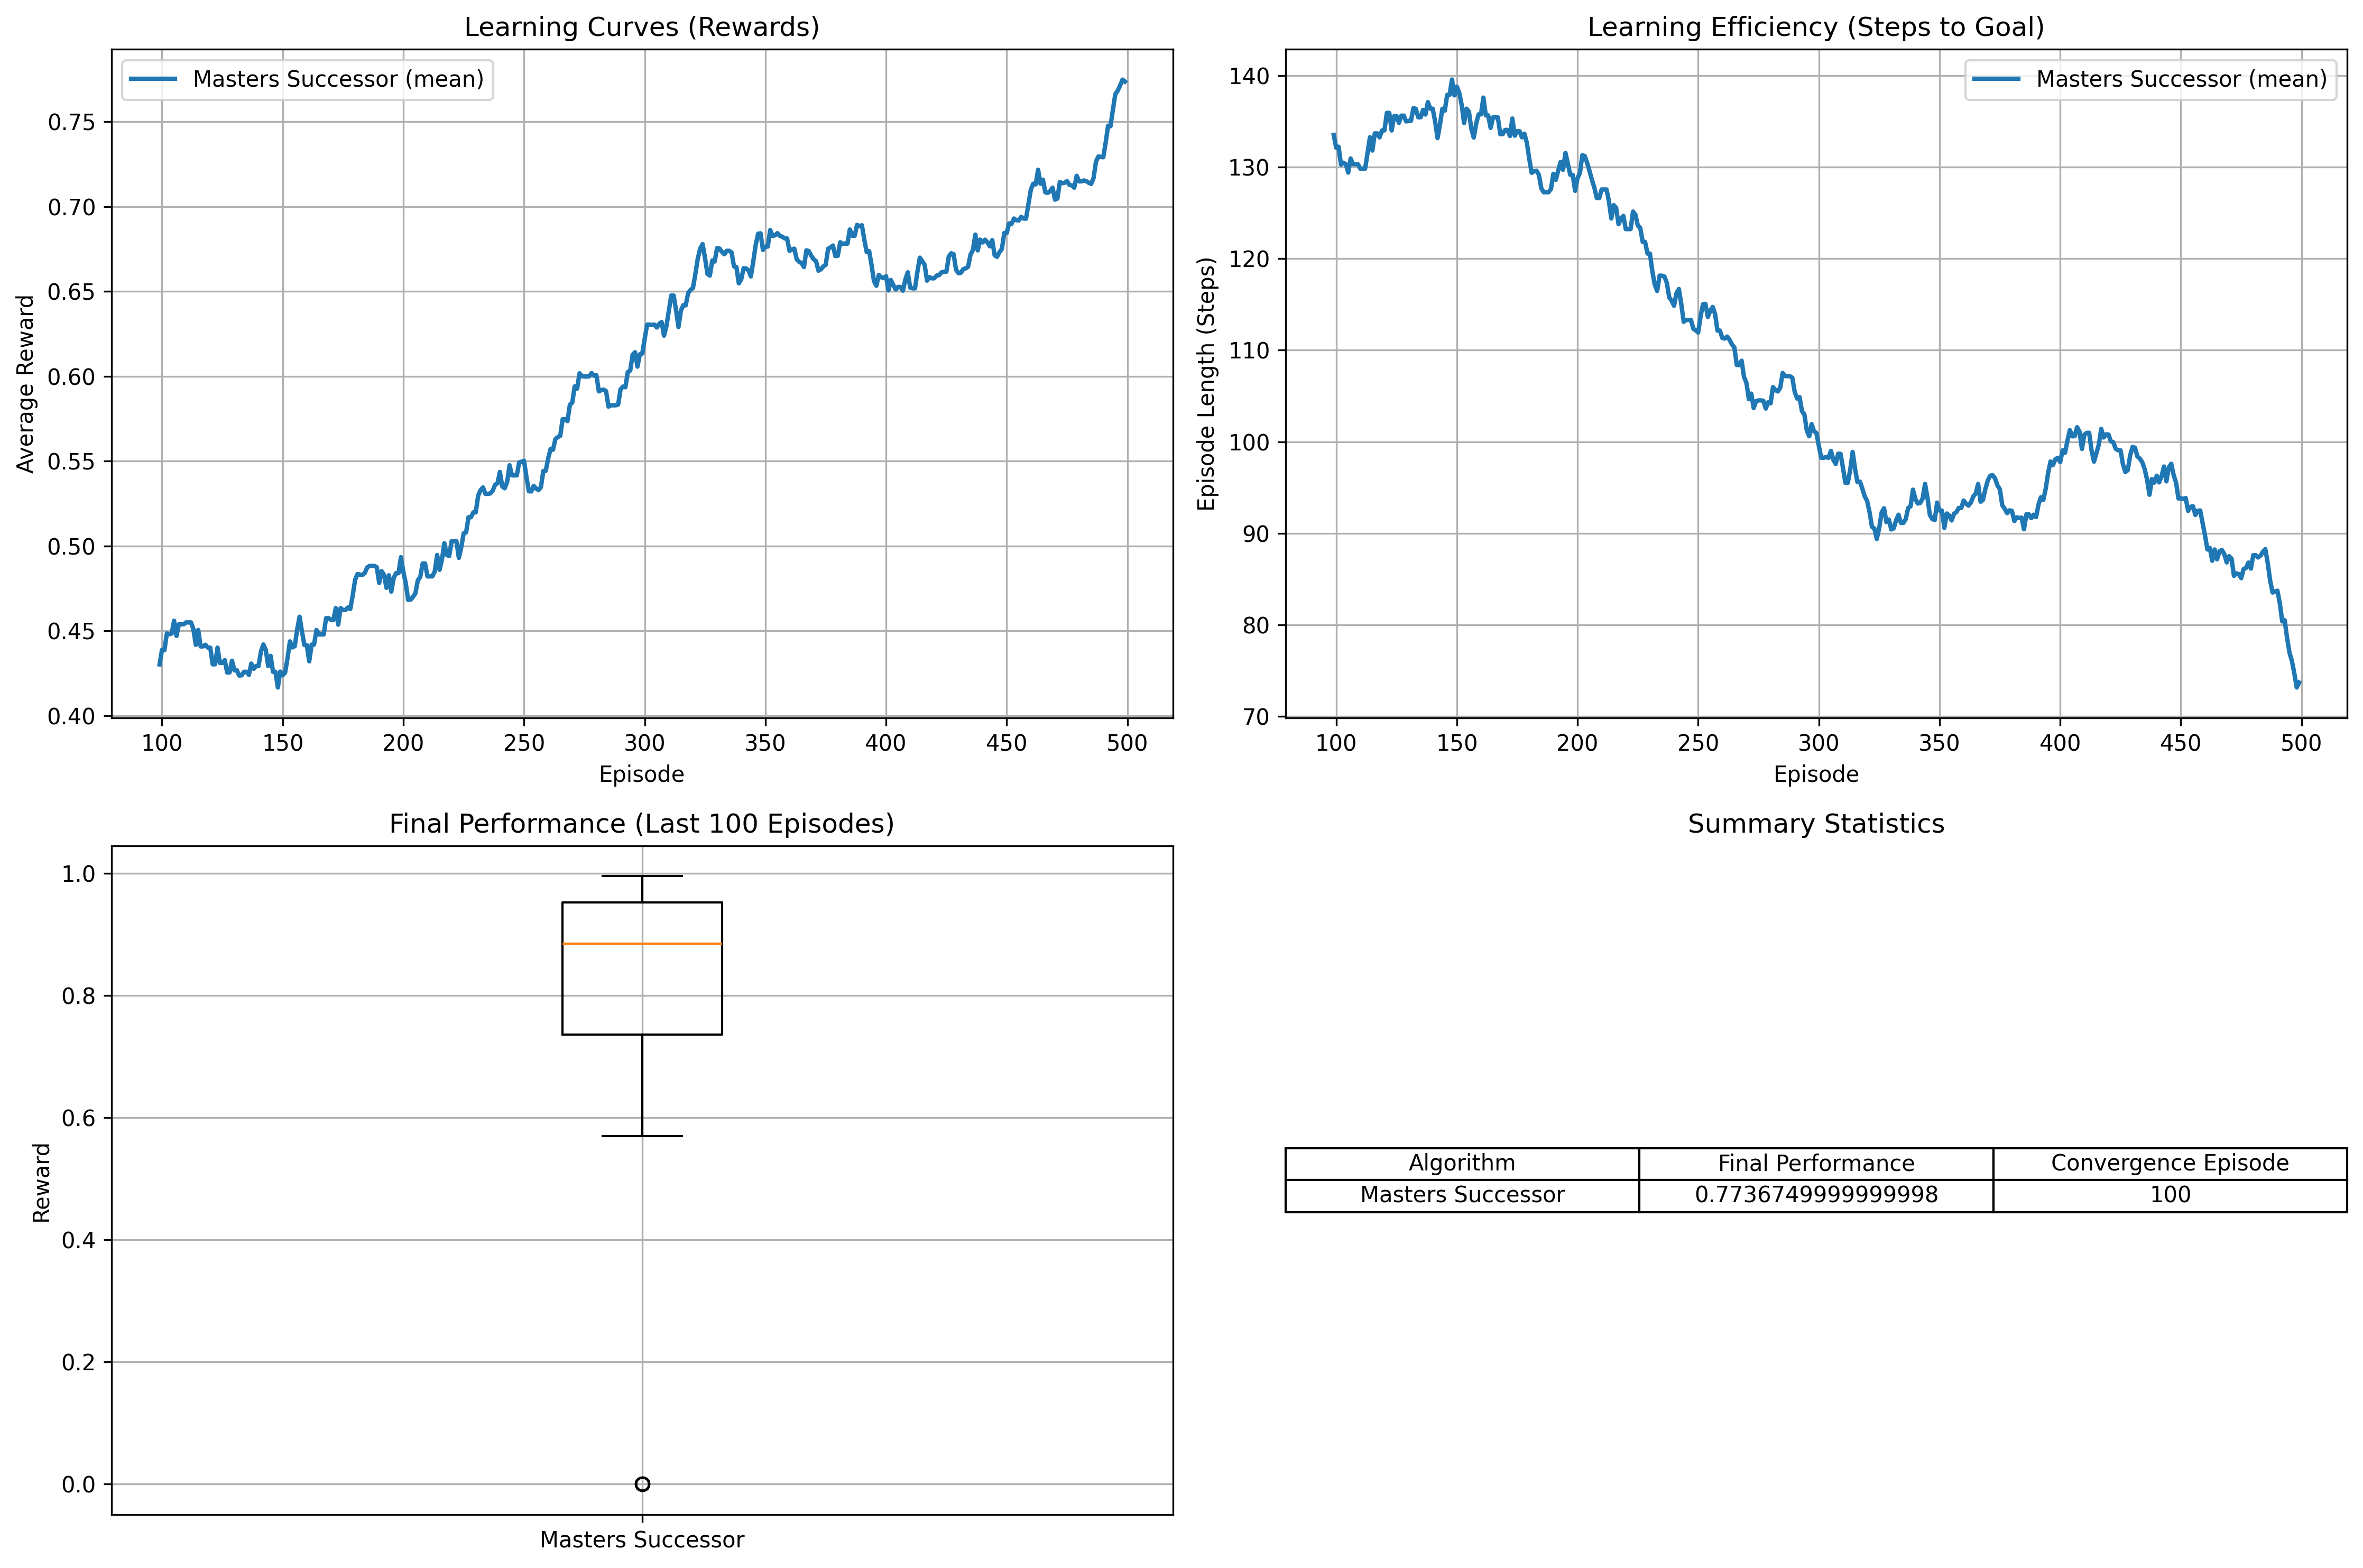 Learning Curves (Rewards)
Masters Successor (mean)
Average Reward
0.75
0.70
0.65
0.60
0.55
0.50
0.45
0.40
100 150 200 250 300 350 400 450 500
Episode
Learning Efficiency (Steps to Goal)
Masters Successor (mean)
Episode Length (Steps)
140
130
120
110
100
90
80
70
100 150 200 250 300 350 400 450 500
Episode
Final Performance (Last 100 Episodes)
Reward
1.0
0.8
0.6
0.4
0.2
0.0
Masters Successor
Summary Statistics
Algorithm Final Performance Convergence Episode
Masters Successor 0.7736749999999998 100